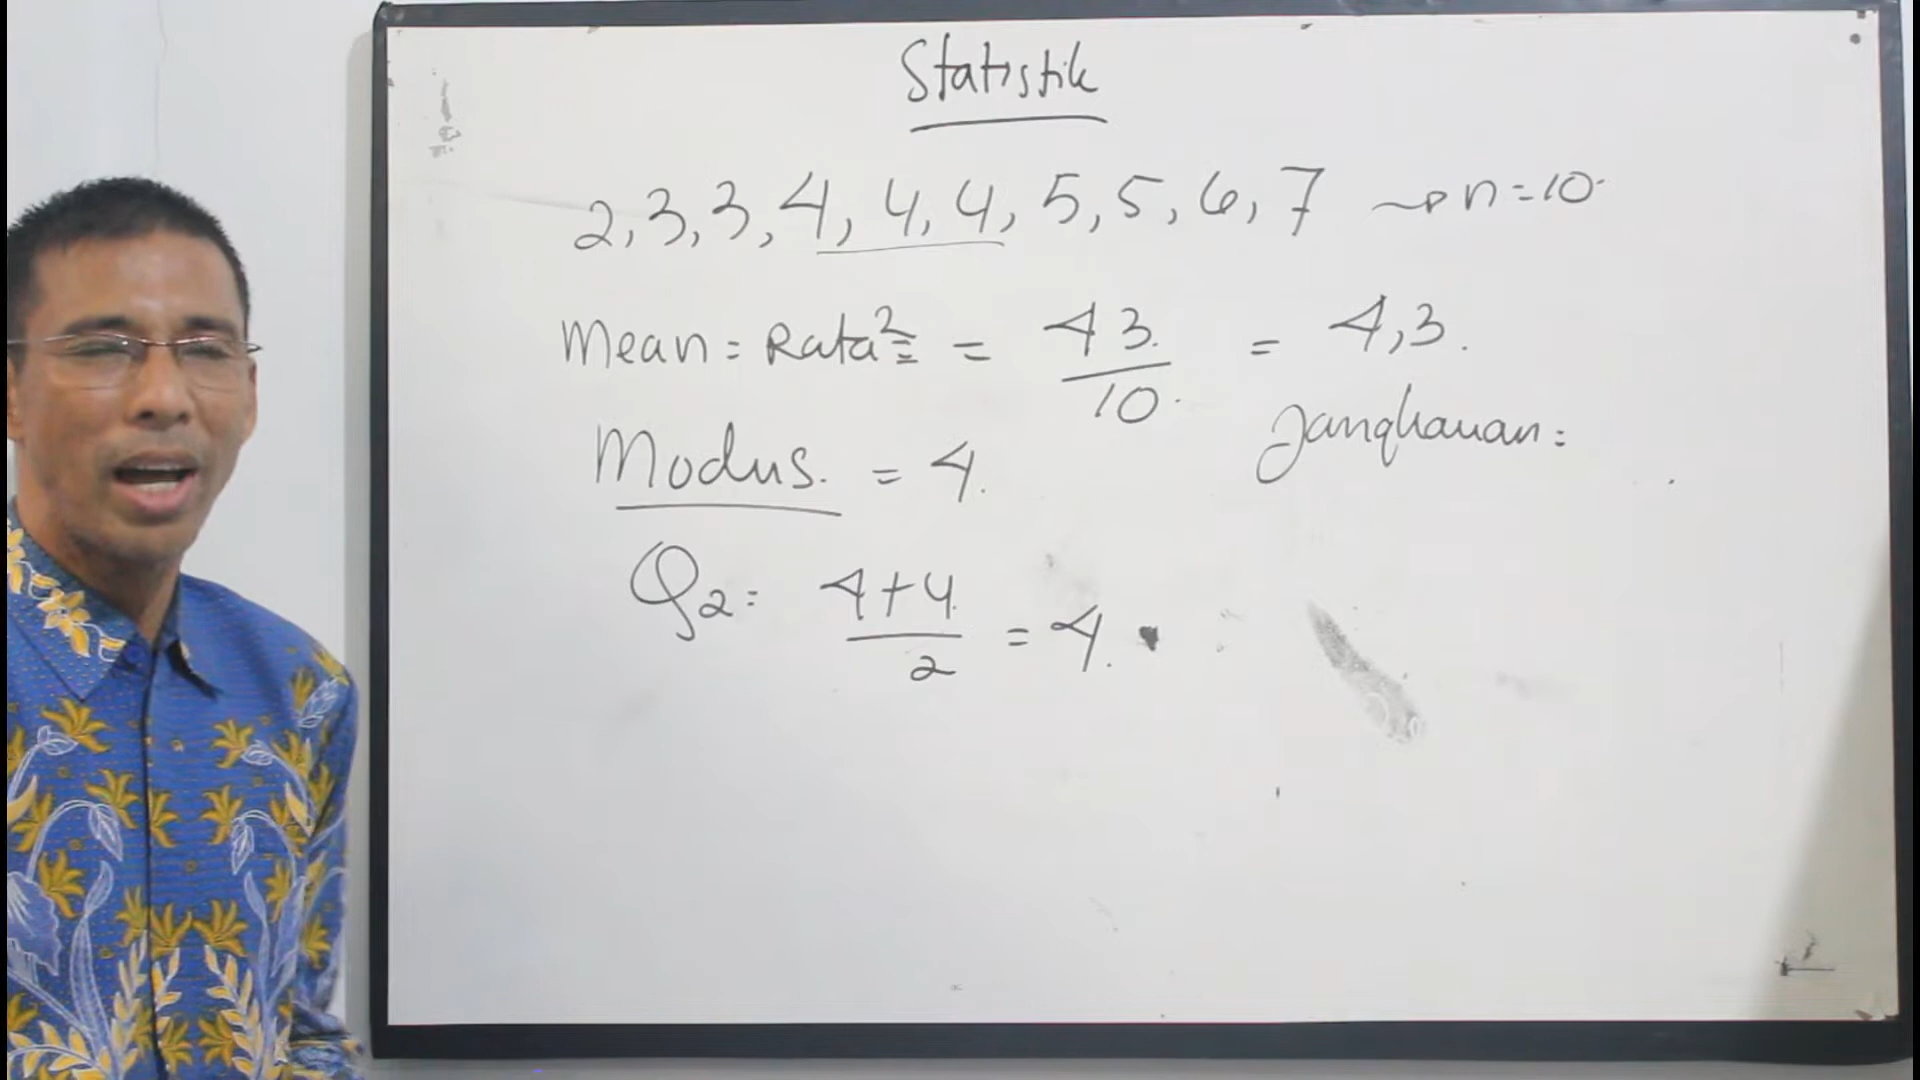 Statistik
2, 3, 3, 4, 4, 4, 5, 5, 6, 7 ~→ n = 10
Mean = Rata² = 43/10 = 4,3.
Modus. = 4.
Jangkauan =
Q₂ = 4+4/2 = 4.